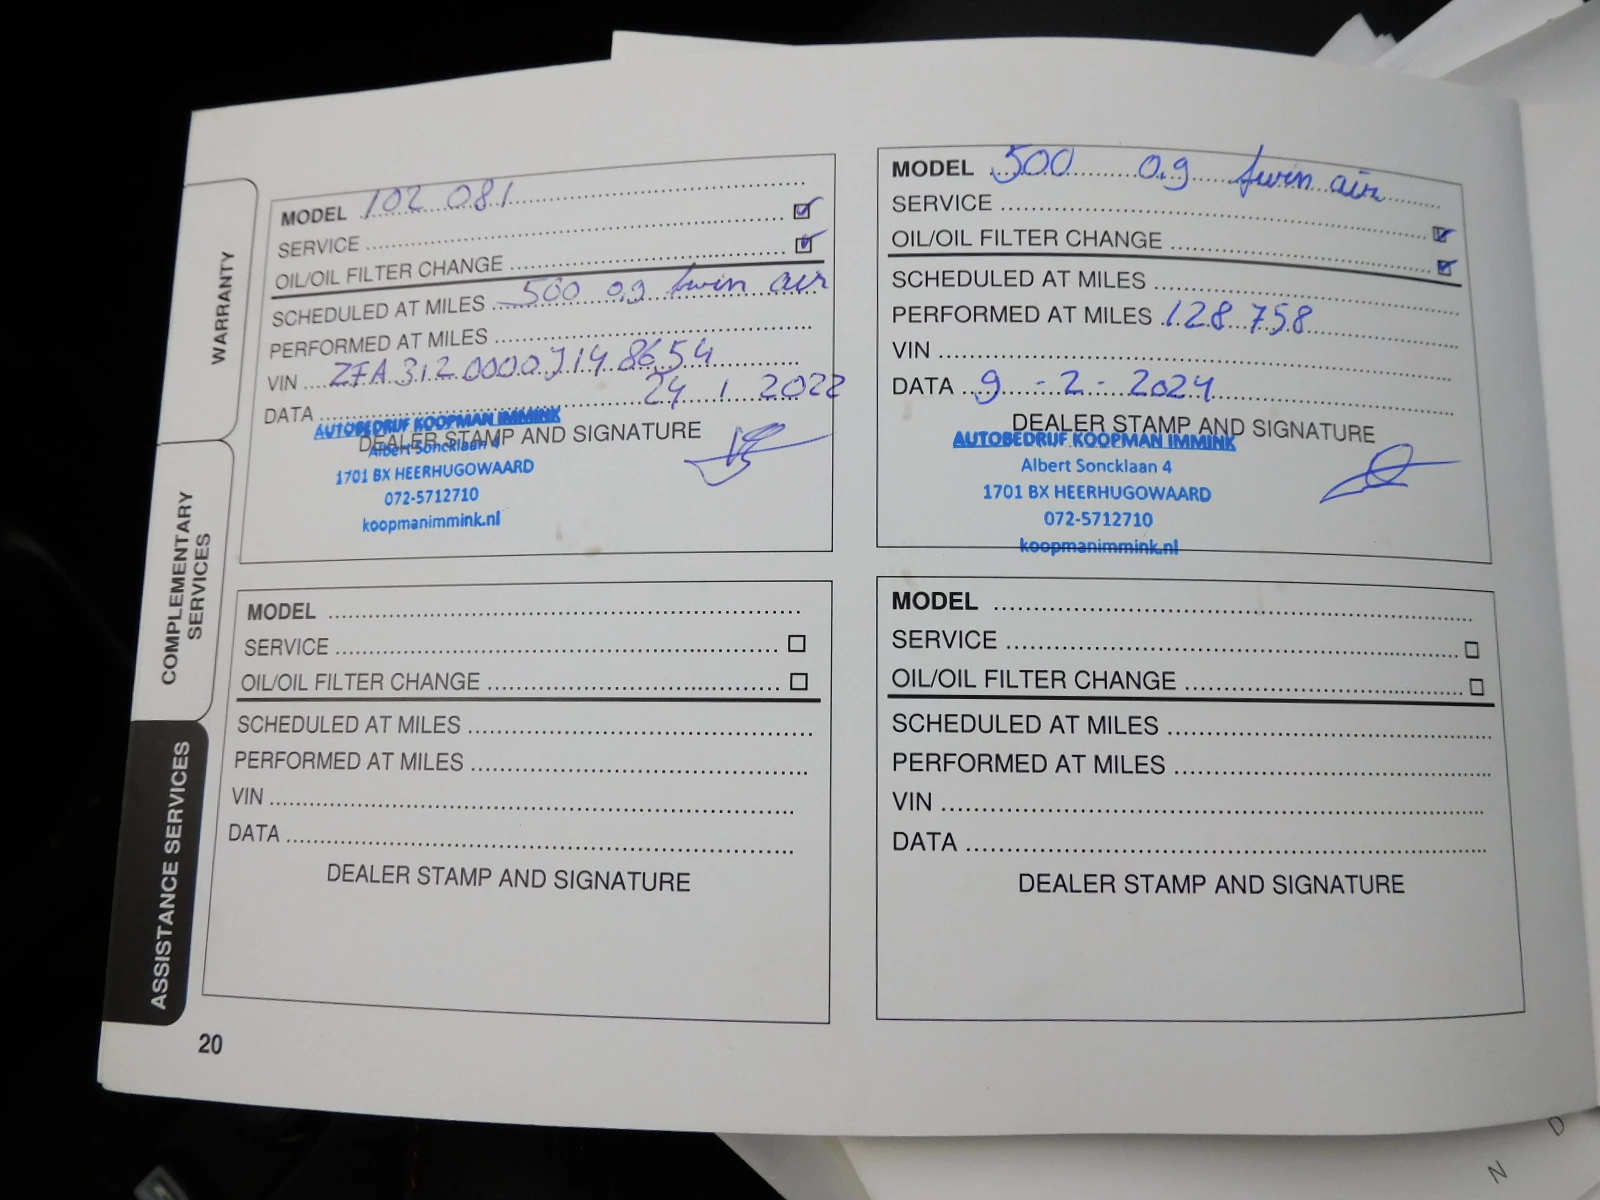 WARRANTY
COMPLEMENTARY
SERVICES
ASSISTANCE SERVICES
MODEL 102 081
SERVICE
OIL/OIL FILTER CHANGE
SCHEDULED AT MILES 500 0.9 twin air
PERFORMED AT MILES
VIN ZFA3120000J148654
DATA 24 1 2022
DEALER STAMP AND SIGNATURE
AUTOBEDRIJF KOOPMAN IMMINK
Albert Soncklaan 4
1701 BX HEERHUGOWAARD
072-5712710
koopmanimmink.nl
MODEL 500 0.9 twin air
SERVICE
OIL/OIL FILTER CHANGE
SCHEDULED AT MILES
PERFORMED AT MILES 128 758
VIN
DATA 9 - 2 - 2024
DEALER STAMP AND SIGNATURE
AUTOBEDRIJF KOOPMAN IMMINK
Albert Soncklaan 4
1701 BX HEERHUGOWAARD
072-5712710
koopmanimmink.nl
MODEL
SERVICE
OIL/OIL FILTER CHANGE
SCHEDULED AT MILES
PERFORMED AT MILES
VIN
DATA
DEALER STAMP AND SIGNATURE
MODEL
SERVICE
OIL/OIL FILTER CHANGE
SCHEDULED AT MILES
PERFORMED AT MILES
VIN
DATA
DEALER STAMP AND SIGNATURE
20
N D